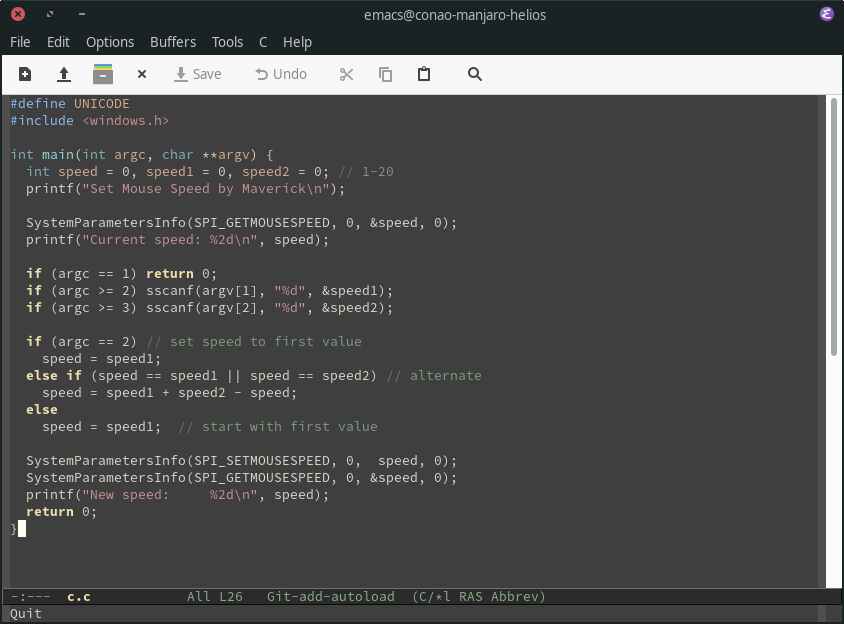 emacs@conao-manjaro-helios
File Edit Options Buffers Tools C Help
Save Undo
#define UNICODE
#include <windows.h>
int main(int argc, char **argv) {
  int speed = 0, speed1 = 0, speed2 = 0; // 1-20
  printf("Set Mouse Speed by Maverick\n");
  SystemParametersInfo(SPI_GETMOUSESPEED, 0, &speed, 0);
  printf("Current speed: %2d\n", speed);
  if (argc == 1) return 0;
  if (argc >= 2) sscanf(argv[1], "%d", &speed1);
  if (argc >= 3) sscanf(argv[2], "%d", &speed2);
  if (argc == 2) // set speed to first value
    speed = speed1;
  else if (speed == speed1 || speed == speed2) // alternate
    speed = speed1 + speed2 - speed;
  else
    speed = speed1;  // start with first value
  SystemParametersInfo(SPI_SETMOUSESPEED, 0,  speed, 0);
  SystemParametersInfo(SPI_GETMOUSESPEED, 0, &speed, 0);
  printf("New speed:     %2d\n", speed);
  return 0;
}
-:---  c.c            All L26   Git-add-autoload  (C/*l RAS Abbrev)
Quit